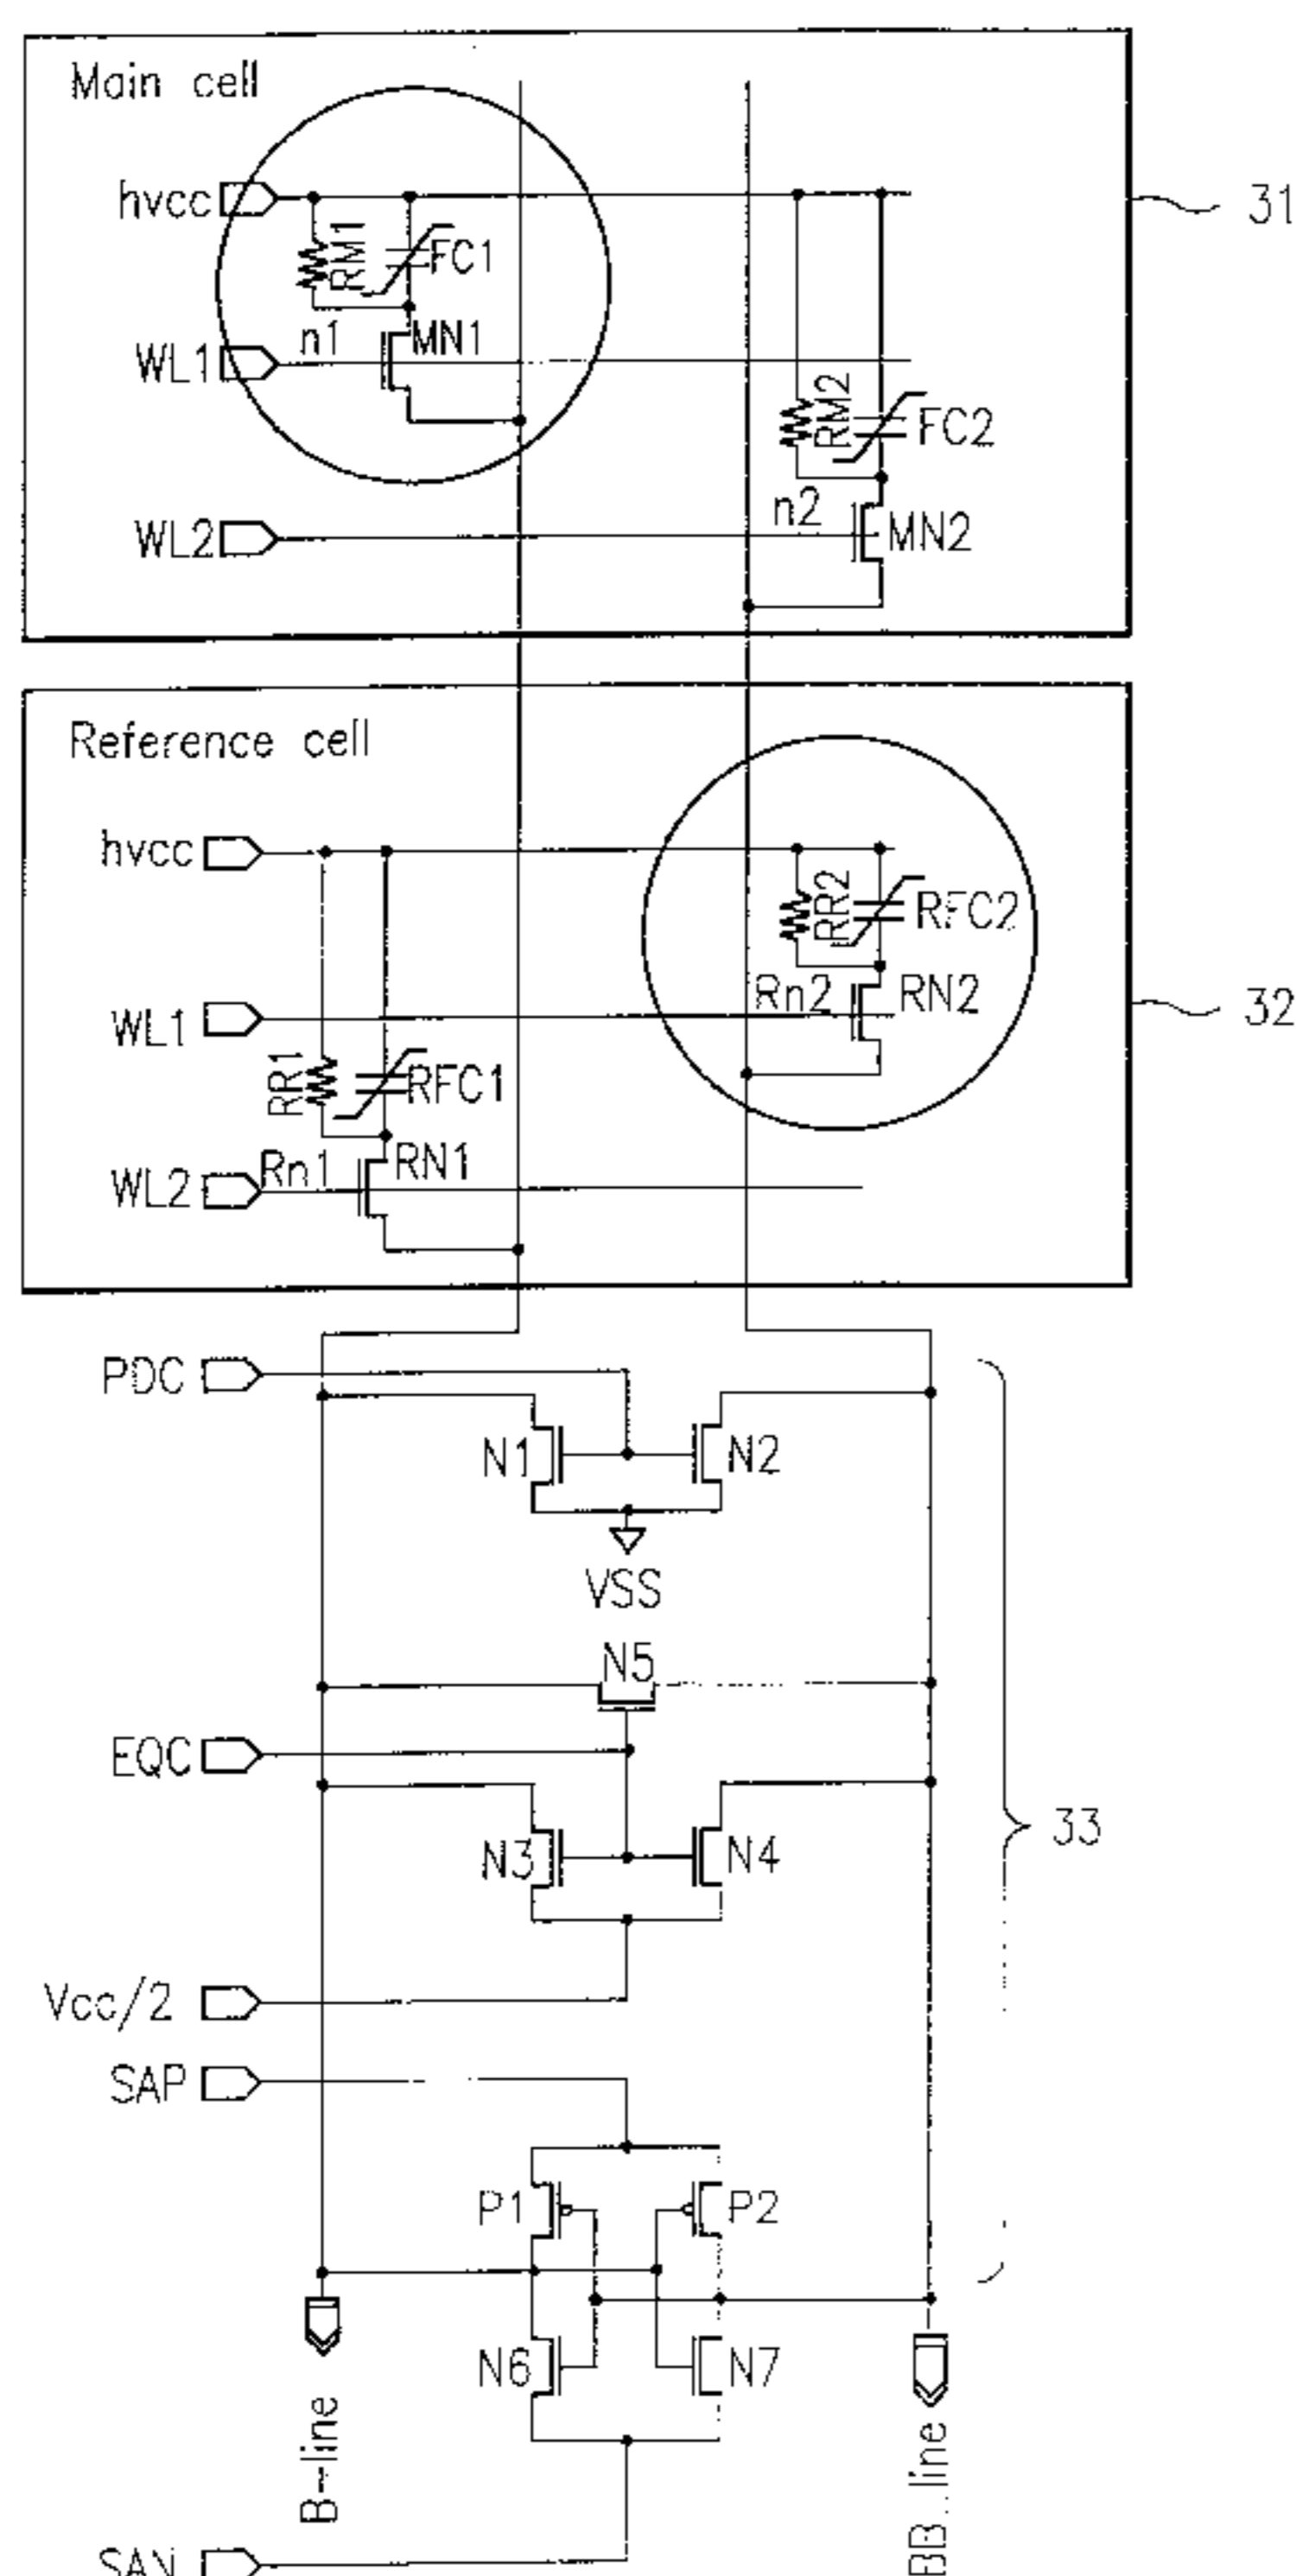 Main cell
hvcc
RM1
FC1
31
n1
MN1
WL1
RM2
FC2
n2
WL2
MN2
Reference cell
hvcc
RR2
RFC2
Rn2
RN2
WL1
32
RR1
RFC1
Rn1
RN1
WL2
PDC
N1
N2
VSS
N5
EQC
N3
N4
33
Vcc/2
SAP
P1
P2
N6
N7
B-line
BB-line
SAN